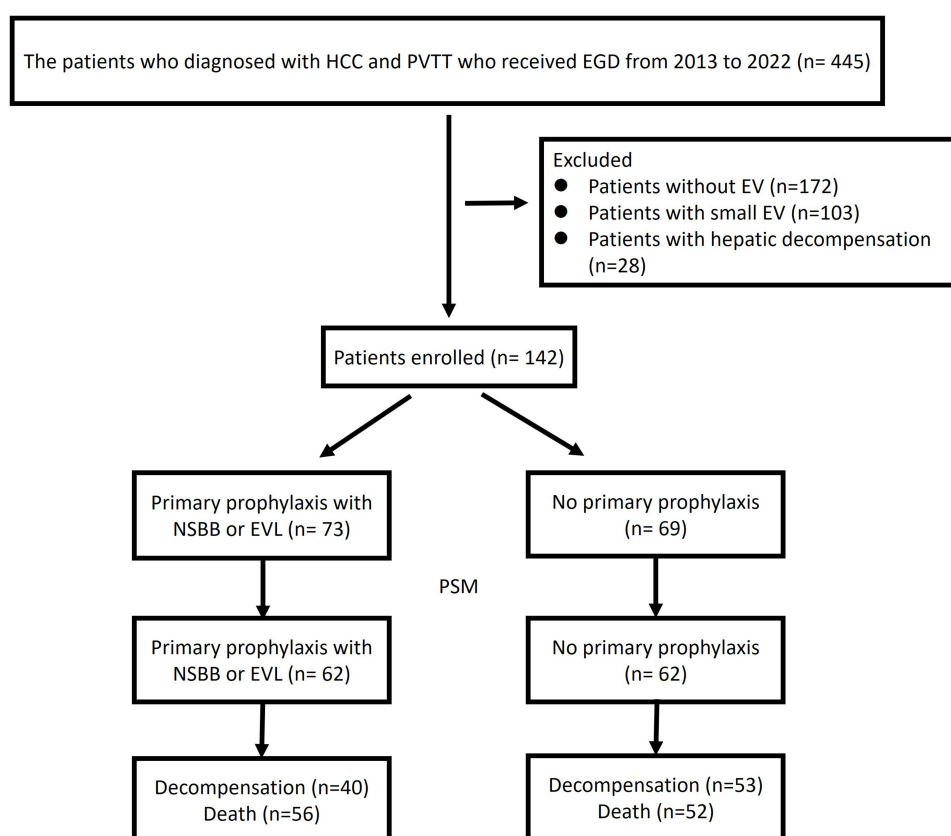 The patients who diagnosed with HCC and PVTT who received EGD from 2013 to 2022 (n= 445)
Excluded
● Patients without EV (n=172)
● Patients with small EV (n=103)
● Patients with hepatic decompensation
(n=28)
Patients enrolled (n= 142)
Primary prophylaxis with
NSBB or EVL (n= 73)
No primary prophylaxis
(n= 69)
PSM
Primary prophylaxis with
NSBB or EVL (n= 62)
No primary prophylaxis
(n= 62)
Decompensation (n=40)
Death (n=56)
Decompensation (n=53)
Death (n=52)